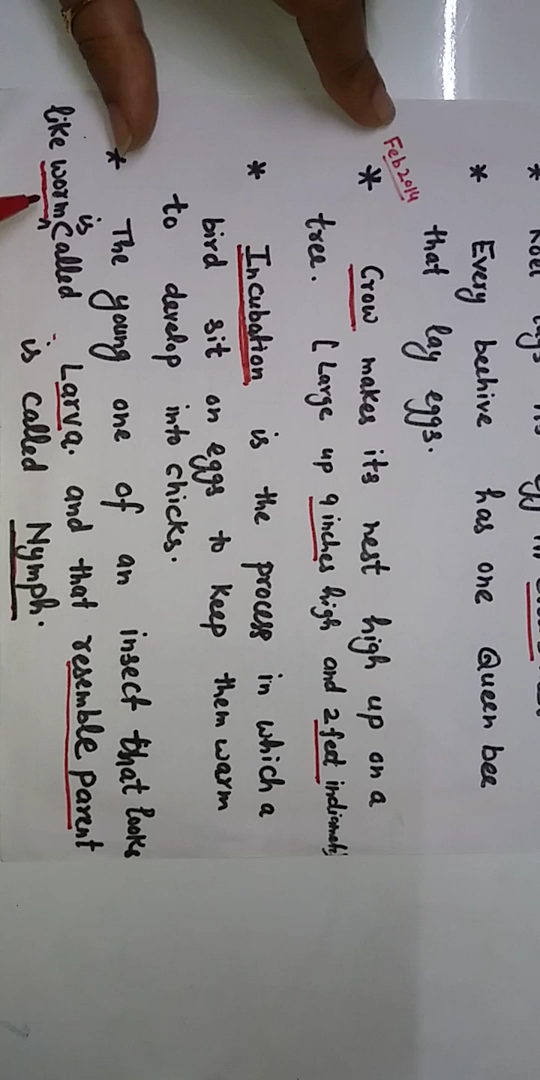 *
* Every beehive has one Queen bee
that lay eggs.
Feb 2014
* Crow makes its nest high up on a
tree. ( Large up 9 inches high and 2 feet in
* Incubation is the process in which a
bird sit on eggs to keep them warm
to develop into chicks.
* The young one of an insect that looks
like worm is called Larva. and that resemble parent
is called Nymph.